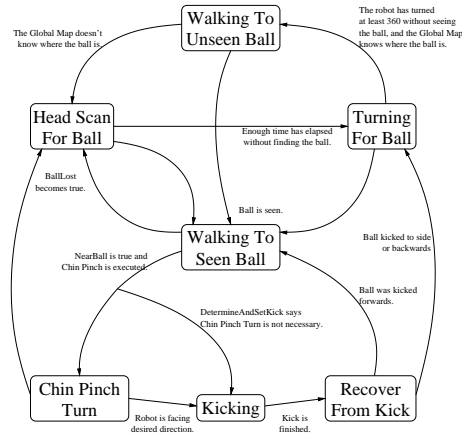 Walking To
Unseen Ball
The Global Map doesn't
know where the ball is.
The robot has turned
at least 360 without seeing
the ball, and the Global Map
knows where the ball is.
Head Scan
For Ball
Turning
For Ball
Enough time has elapsed
without finding the ball.
BallLost
becomes true.
Ball is seen.
Walking To
Seen Ball
Ball kicked to side
or backwards
NearBall is true and
Chin Pinch is executed.
Ball was kicked
forwards.
DetermineAndSetKick says
Chin Pinch Turn is not necessary.
Chin Pinch
Turn
Kicking
Recover
From Kick
Robot is facing
desired direction.
Kick is
finished.